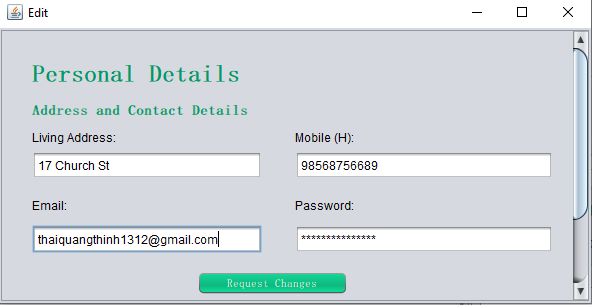 Edit
Personal Details
Address and Contact Details
Living Address:
Mobile (H):
17 Church St
98568756689
Email:
Password:
thaiquangthinh1312@gmail.com
***************
Request Changes